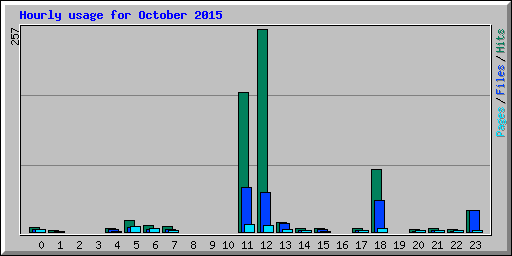 Hourly usage for October 2015
257
Pages/Files/Hits
0 1 2 3 4 5 6 7 8 9 10 11 12 13 14 15 16 17 18 19 20 21 22 23